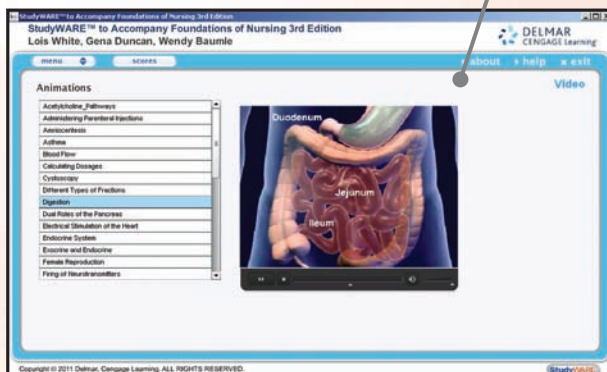 StudyWARE™ to Accompany Foundations of Nursing 3rd Edition
StudyWARE™ to Accompany Foundations of Nursing 3rd Edition
Lois White, Gena Duncan, Wendy Baumle
DELMAR
CENGAGE Learning
menu
scores
about
help
x exit
Animations
Video
Acetylcholine_Pathways
Administering Parenteral Injections
Amniocentesis
Asthma
Blood Flow
Calculating Dosages
Cystoscopy
Different Types of Fractions
Digestion
Dual Roles of the Pancreas
Electrical Stimulation of the Heart
Endocrine System
Exocrine and Endocrine
Female Reproduction
Firing of Neurotransmitters
Duodenum
Jejunum
Ileum
Copyright © 2011 Delmar, Cengage Learning. ALL RIGHTS RESERVED.
StudyWARE